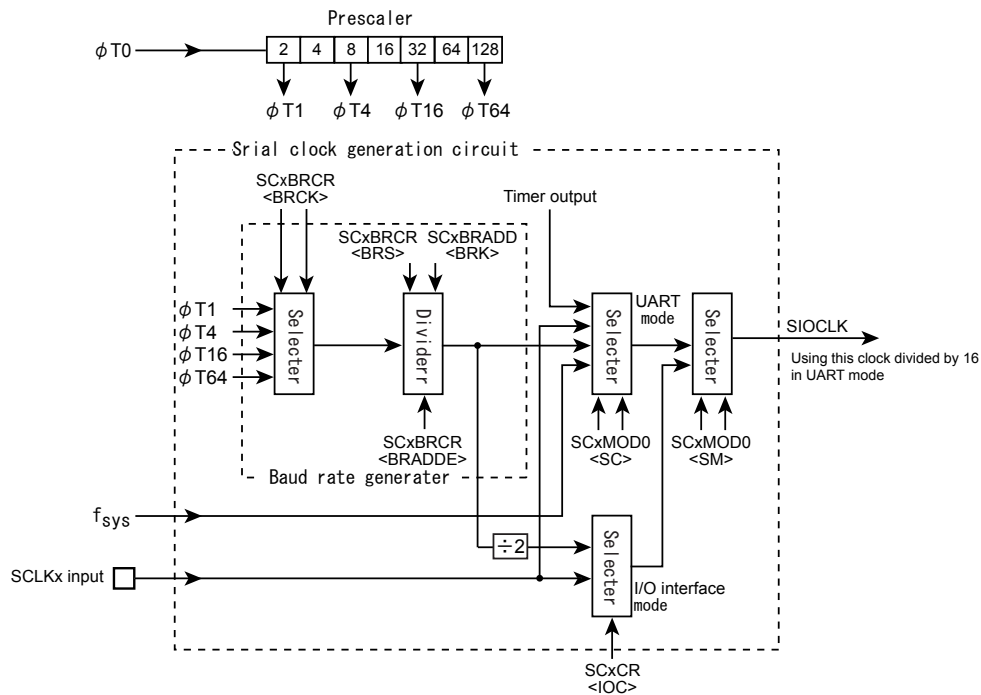 Prescaler
φT0
2 4 8 16 32 64 128
φT1 φT4 φT16 φT64
Srial clock generation circuit
SCxBRCR
<BRCK>
Timer output
SCxBRCR
<BRS>
SCxBRADD
<BRK>
φT1
φT4
φT16
φT64
Selecter
Dividerr
Selecter
UART
mode
Selecter
SIOCLK
Using this clock divided by 16
in UART mode
SCxBRCR
<BRADDE>
SCxMOD0
<SC>
SCxMOD0
<SM>
Baud rate generater
fsys
÷2
Selecter
SCLKx input
I/O interface
mode
SCxCR
<IOC>